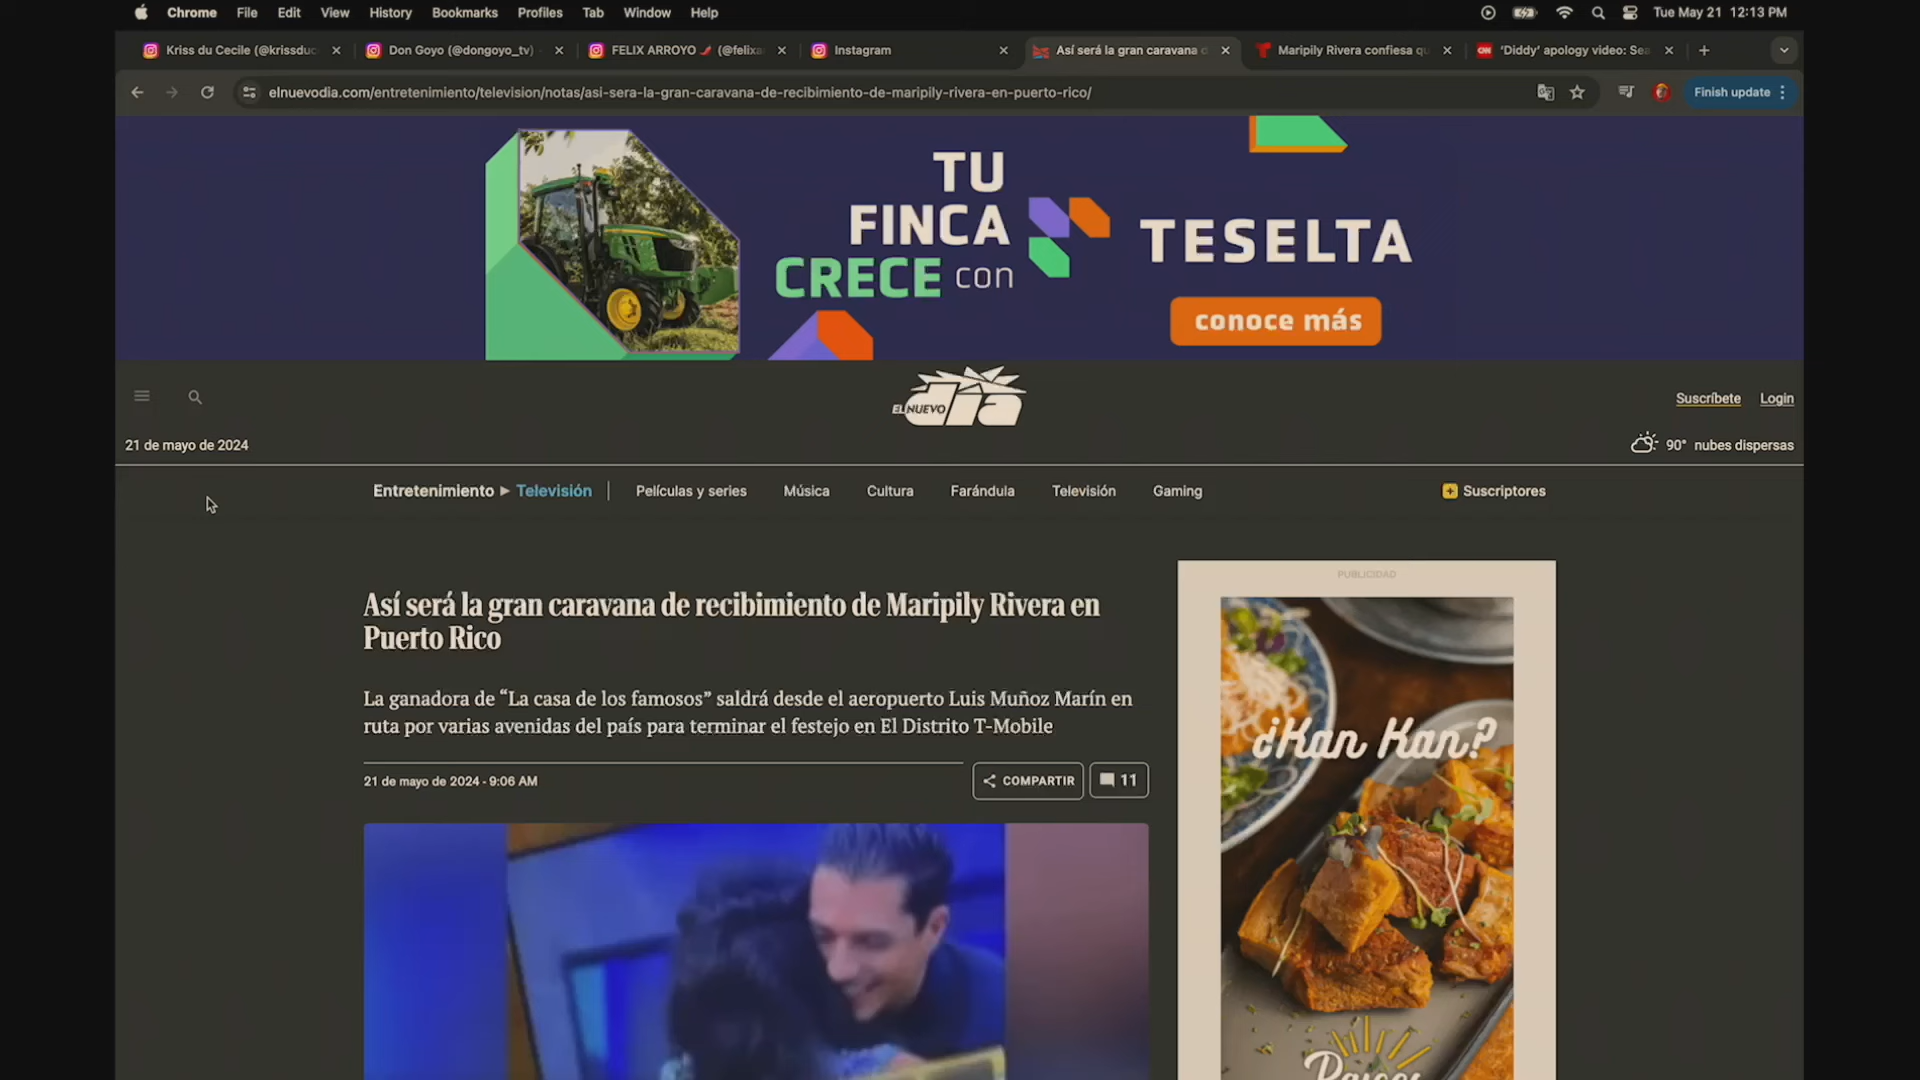 Chrome File Edit View History Bookmarks Profiles Tab Window Help Tue May 21 12:13 PM
Kriss du Cecile (@krissduc Don Goyo (@dongoyo_tv) FELIX ARROYO 🌶️ (@felixa Instagram Así será la gran caravana d Maripily Rivera confiesa qu CNN ‘Diddy’ apology video: Sea
elnuevodia.com/entretenimiento/television/notas/asi-sera-la-gran-caravana-de-recibimiento-de-maripily-rivera-en-puerto-rico/ Finish update
TU
FINCA
CRECE con
TESELTA
conoce más
EL NUEVO día
Suscríbete Login
21 de mayo de 2024
90° nubes dispersas
Entretenimiento ▸ Televisión | Películas y series Música Cultura Farándula Televisión Gaming + Suscriptores
Así será la gran caravana de recibimiento de Maripily Rivera en
Puerto Rico
La ganadora de “La casa de los famosos” saldrá desde el aeropuerto Luis Muñoz Marín en
ruta por varias avenidas del país para terminar el festejo en El Distrito T-Mobile
21 de mayo de 2024 - 9:06 AM
COMPARTIR 11
PUBLICIDAD
¿Kan Kan?